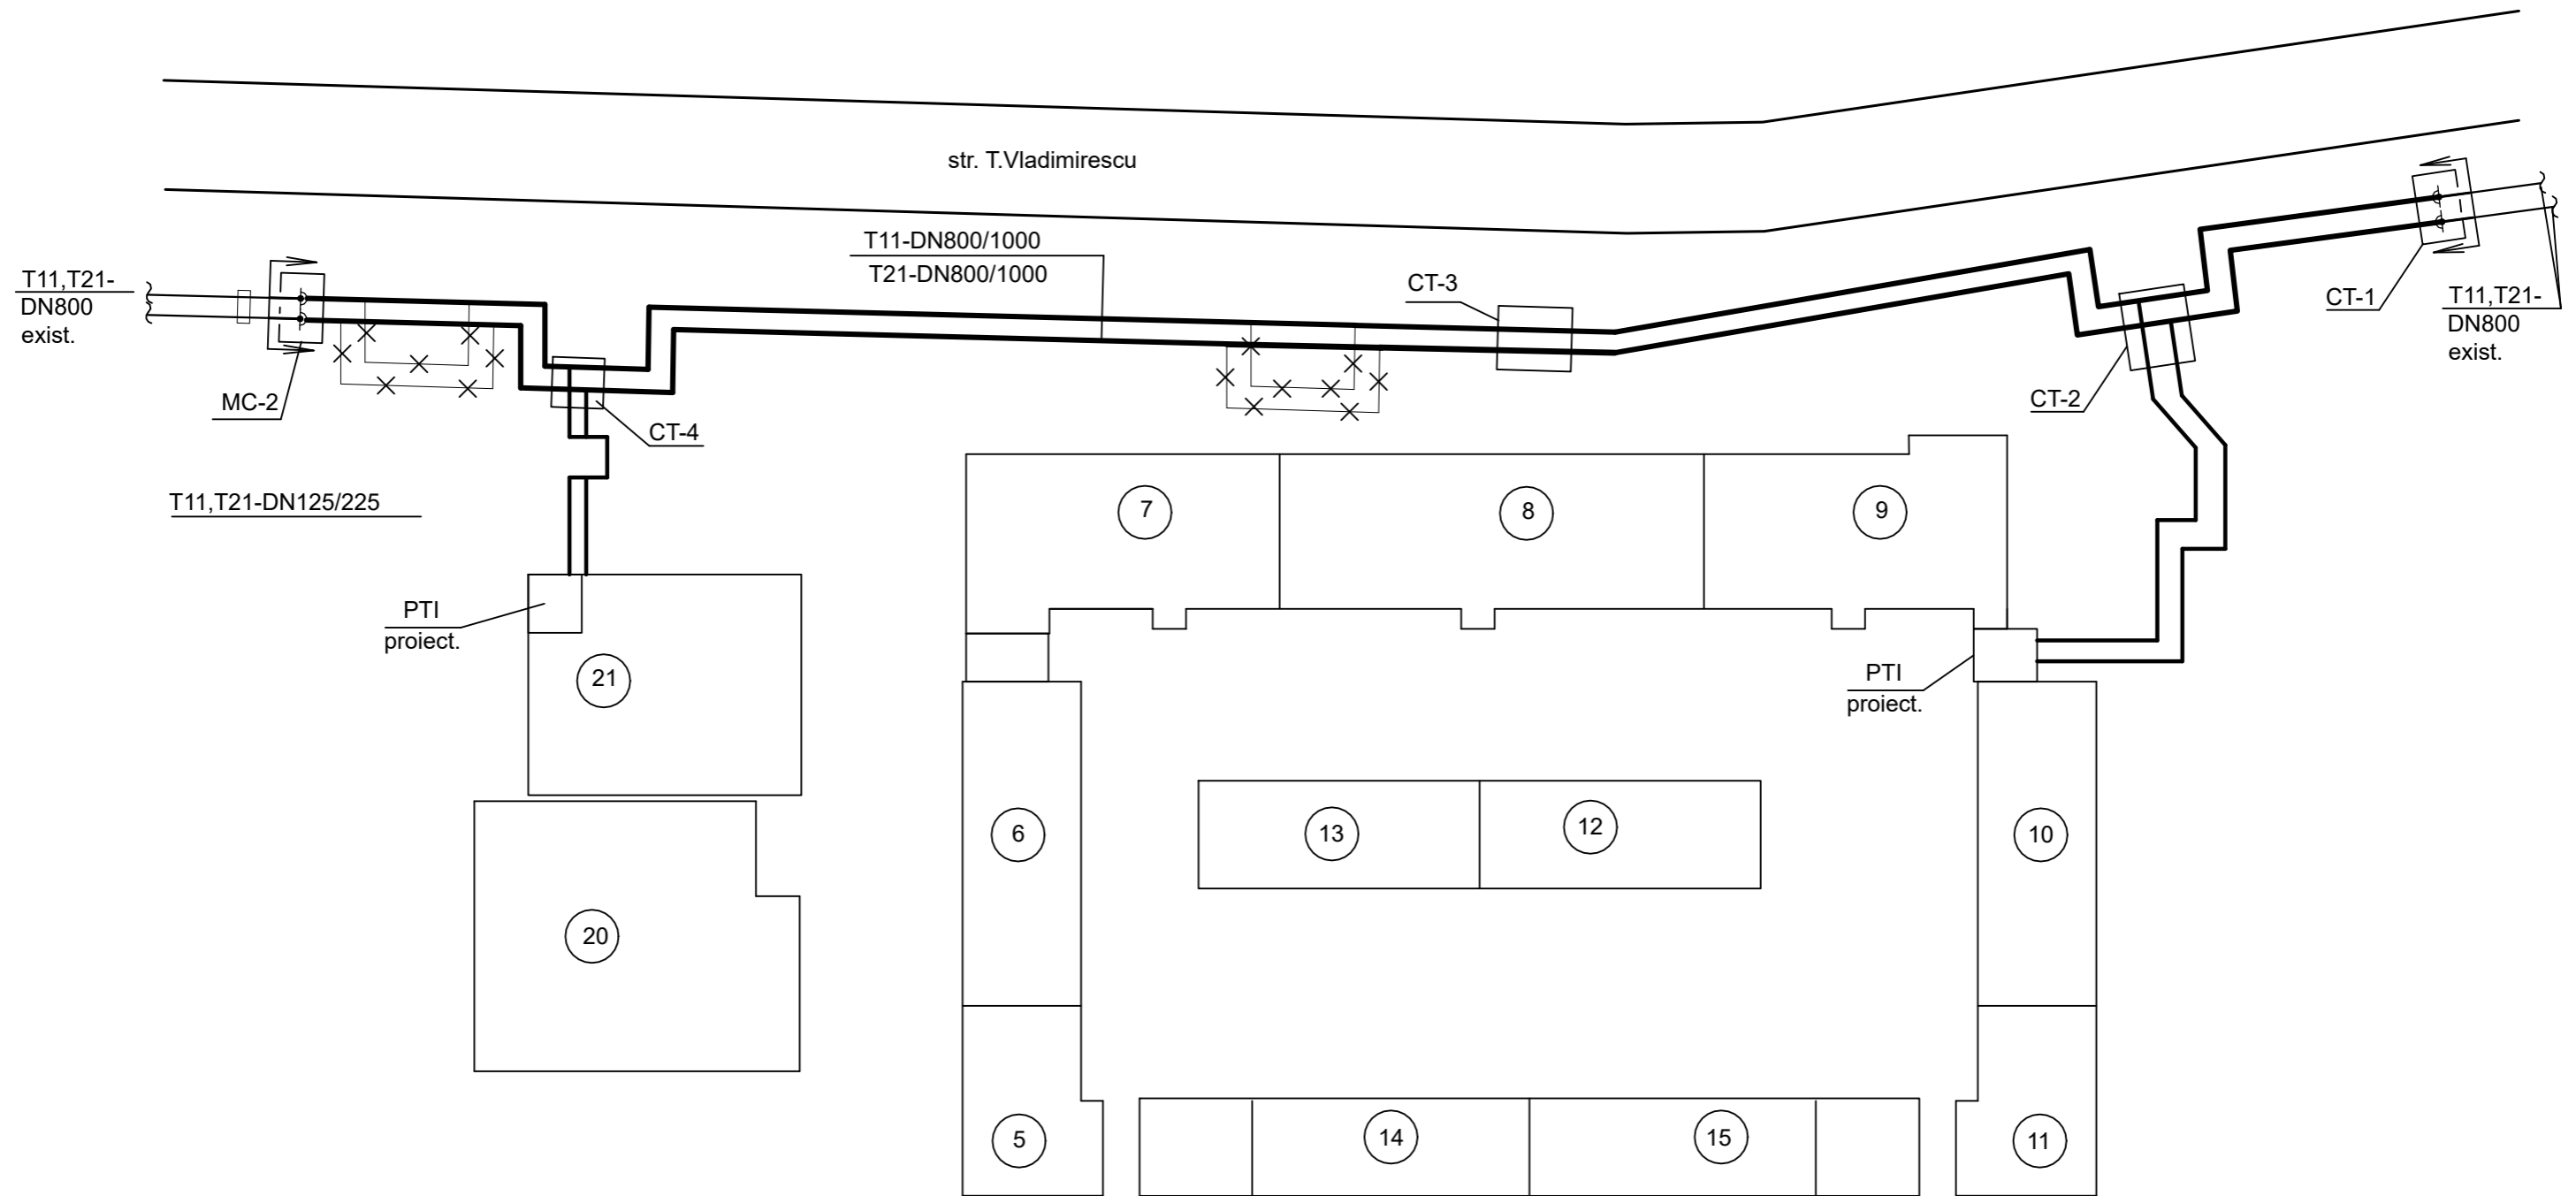 str. T.Vladimirescu
T11-DN800/1000
T21-DN800/1000
T11,T21-
DN800
exist.
CT-3
CT-1
T11,T21-
DN800
exist.
MC-2
CT-4
CT-2
T11,T21-DN125/225
7
8
9
PTI
proiect.
21
PTI
proiect.
6
13
12
10
20
5
14
15
11